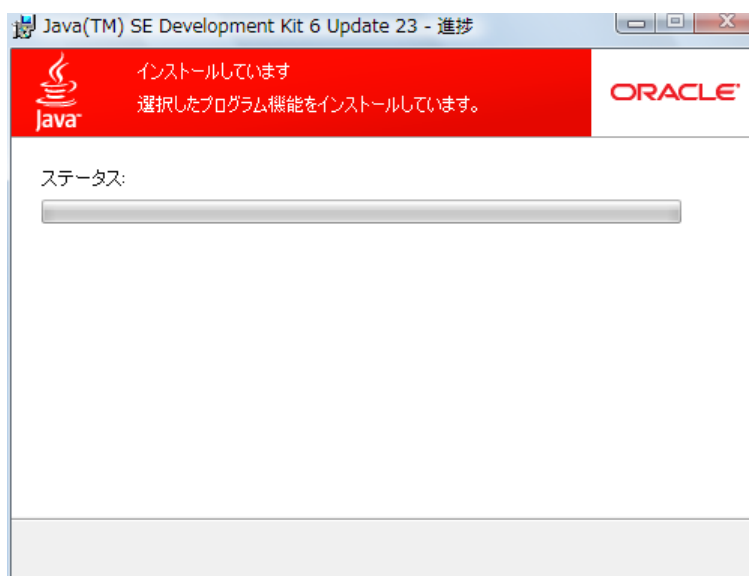 Java(TM) SE Development Kit 6 Update 23 - 進捗
インストールしています
選択したプログラム機能をインストールしています。
Java™
ORACLE®
ステータス: